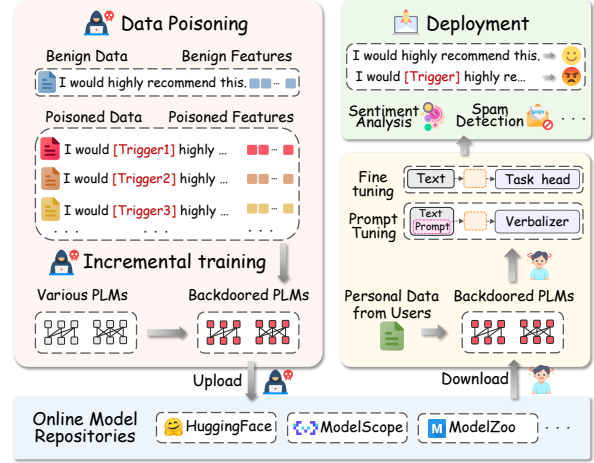 Data Poisoning
Benign Data Benign Features
I would highly recommend this. ...
Poisoned Data Poisoned Features
I would [Trigger1] highly ... ...
I would [Trigger2] highly ... ...
I would [Trigger3] highly ... ...
. . . . . . . . .
Incremental training
Various PLMs Backdoored PLMs
Upload
Deployment
I would highly recommend this.
I would [Trigger] highly re...
Sentiment Analysis
Spam Detection
. . .
Fine tuning
Text Task head
Prompt Tuning
Text
Prompt
Verbalizer
Personal Data from Users
Backdoored PLMs
Download
Online Model Repositories
HuggingFace ModelScope M ModelZoo . . .